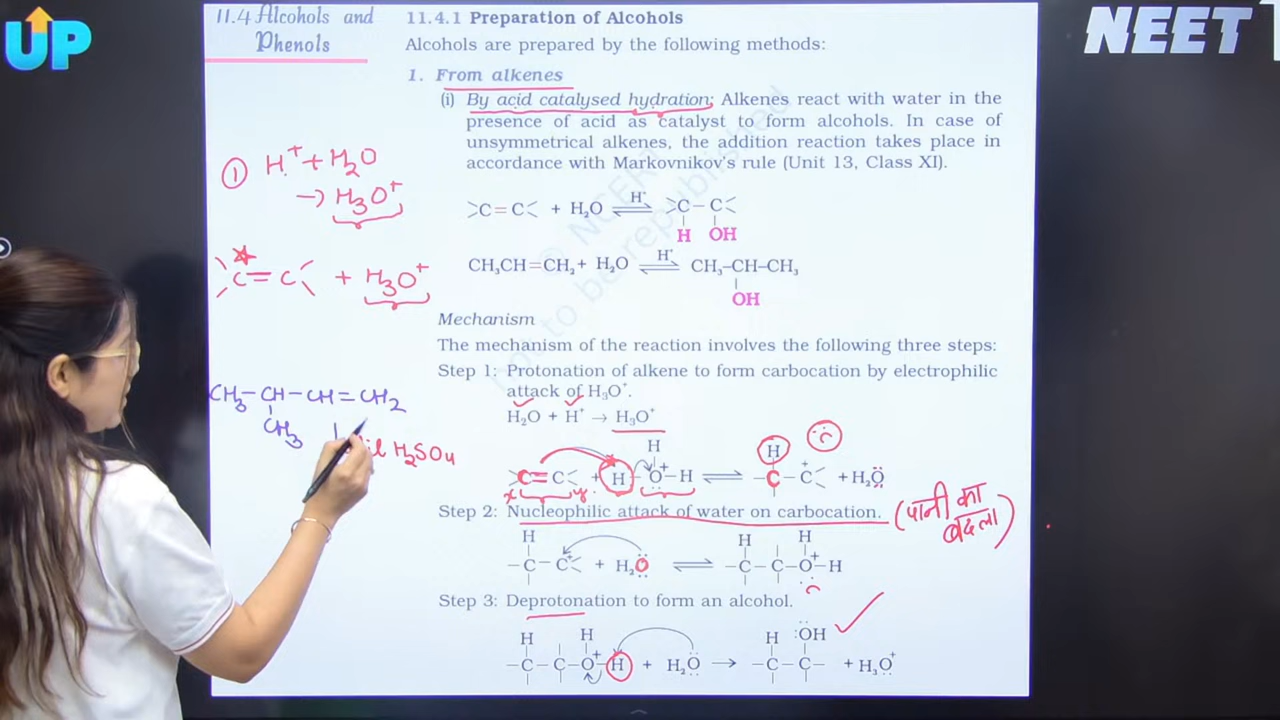 UP
NEET
11.4 Alcohols and
Phenols
11.4.1 Preparation of Alcohols
Alcohols are prepared by the following methods:
1. From alkenes
(i) By acid catalysed hydration: Alkenes react with water in the
presence of acid as catalyst to form alcohols. In case of
unsymmetrical alkenes, the addition reaction takes place in
accordance with Markovnikov's rule (Unit 13, Class XI).
① H⁺ + H₂O
→ H₃O⁺
>C=C< + H₂O ⇌ H⁺ >C–C<
H OH
C=C + H₃O⁺
CH₃CH=CH₂ + H₂O ⇌ H⁺ CH₃–CH–CH₃
OH
Mechanism
The mechanism of the reaction involves the following three steps:
Step 1: Protonation of alkene to form carbocation by electrophilic
attack of H₃O⁺.
H₂O + H⁺ → H₃O⁺
CH₃–CH–CH=CH₂
CH₃
dil H₂SO₄
H H
>C=C< + H–O⁺–H ⇌ –C–C⁺< + H₂O
x y
Step 2: Nucleophilic attack of water on carbocation.
(पानी का
बदला)
H H H
–C–C⁺< + H₂O ⇌ –C–C–O⁺–H
Step 3: Deprotonation to form an alcohol.
H H H :OH
–C–C–O⁺–H + H₂O → –C–C– + H₃O⁺